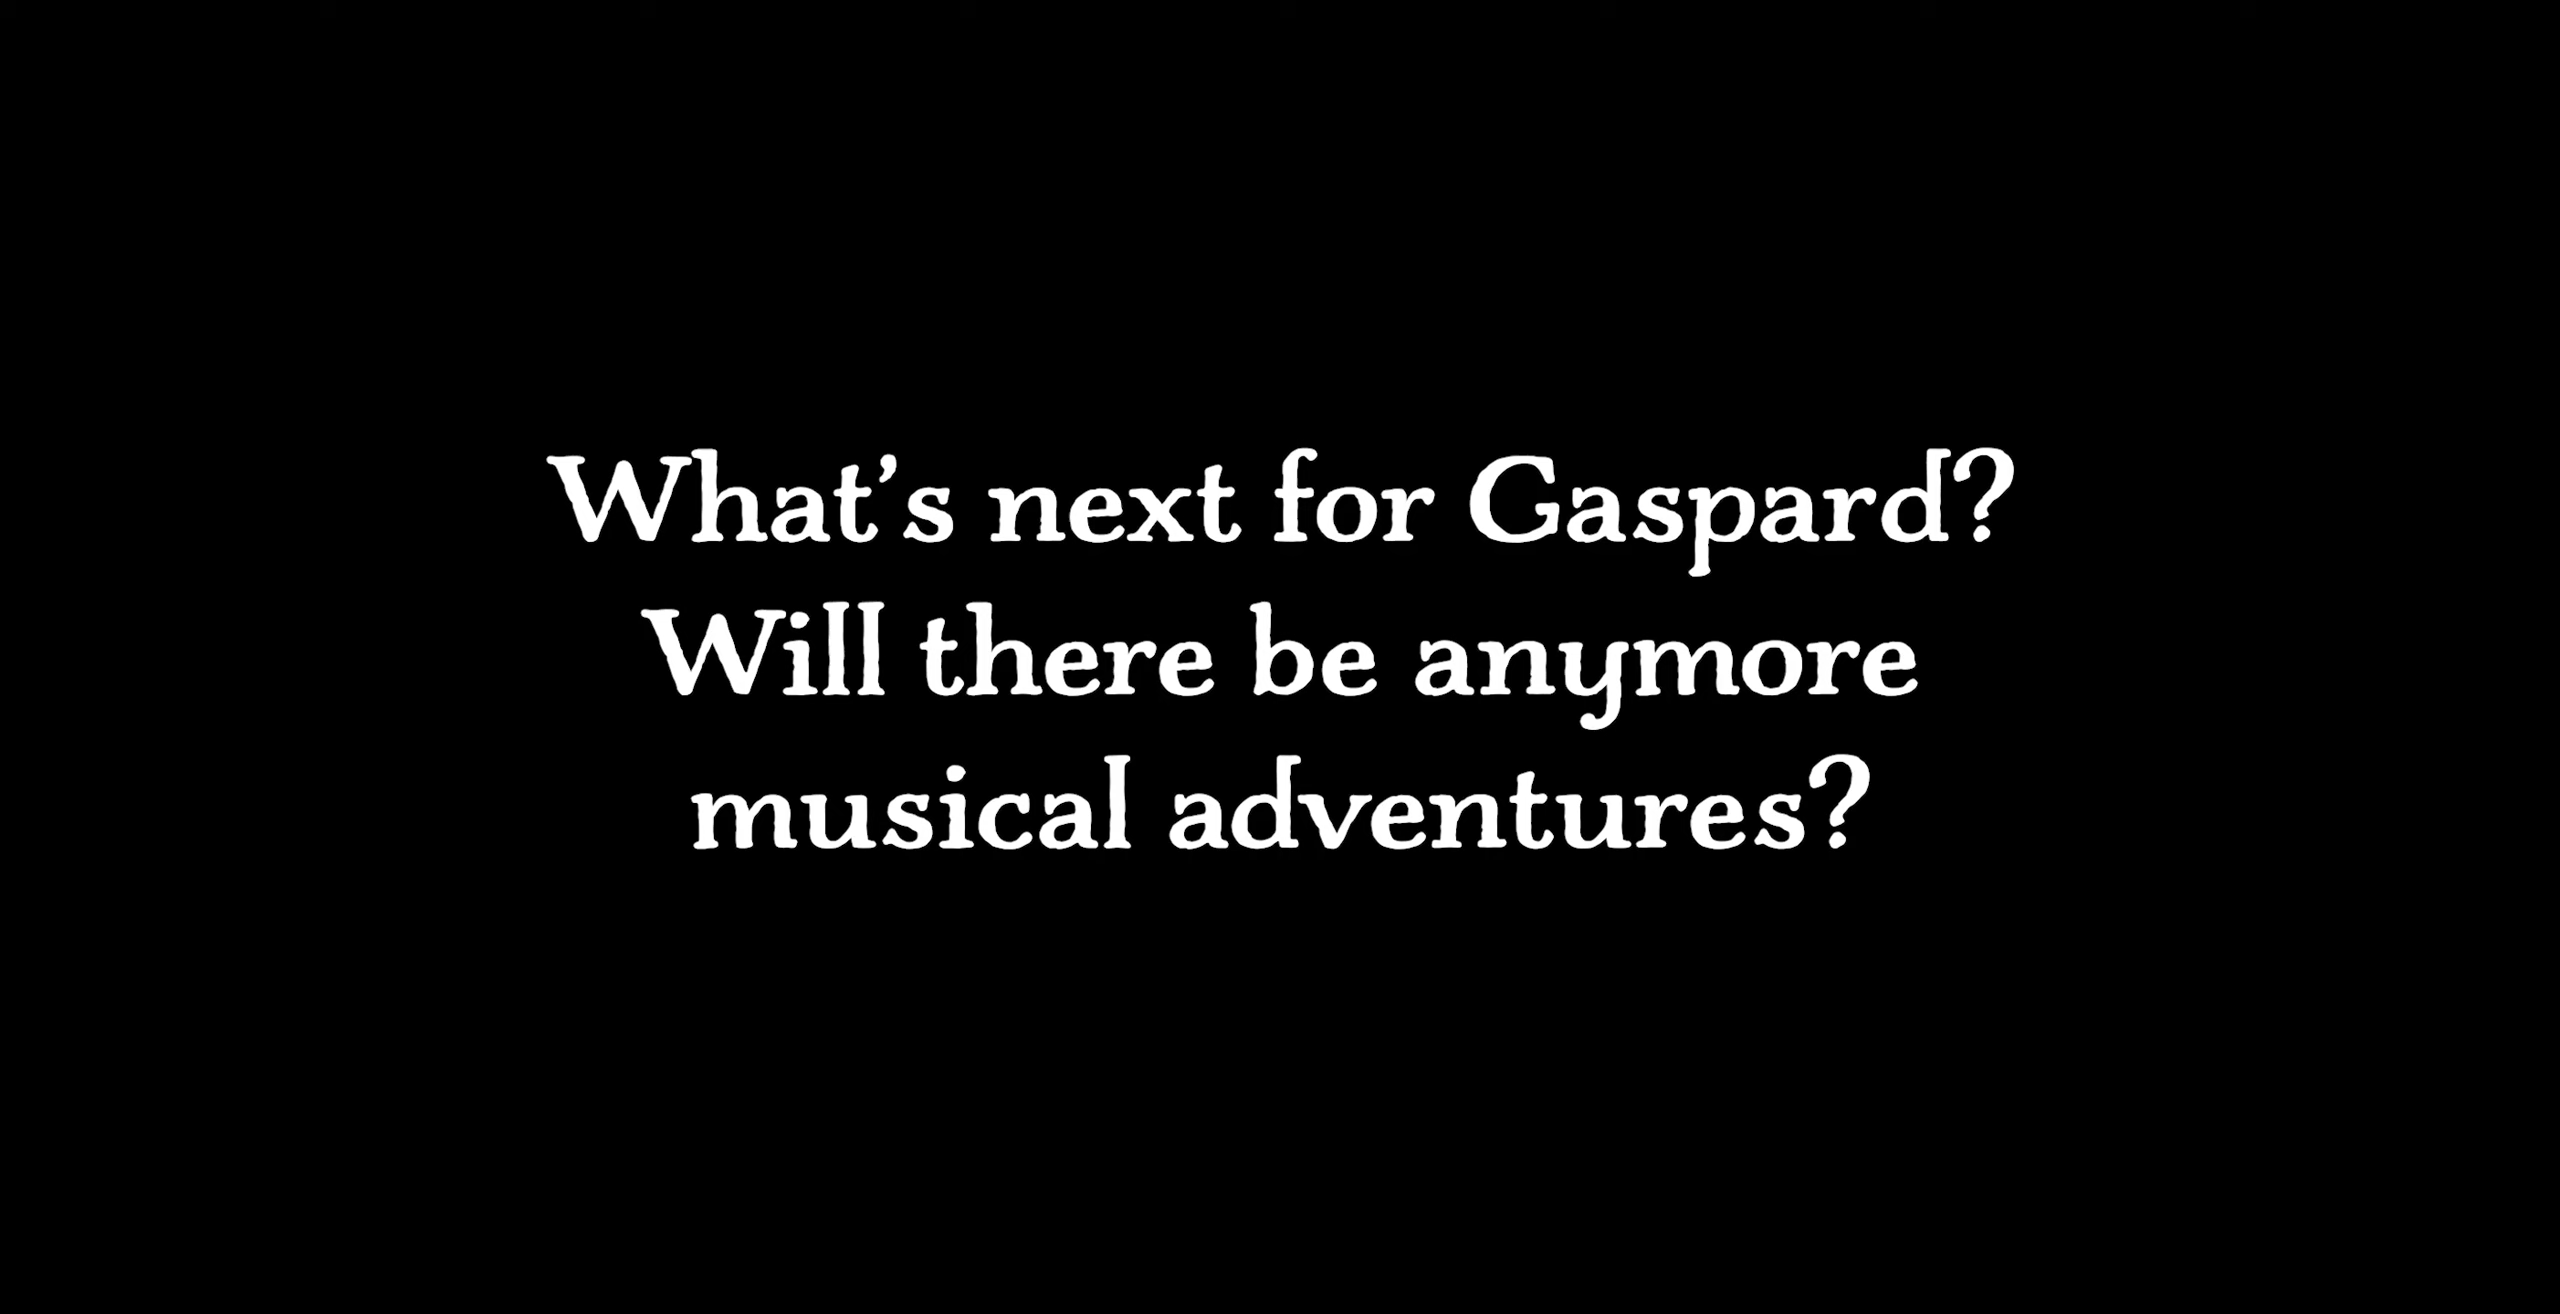 What’s next for Gaspard?
Will there be anymore
musical adventures?